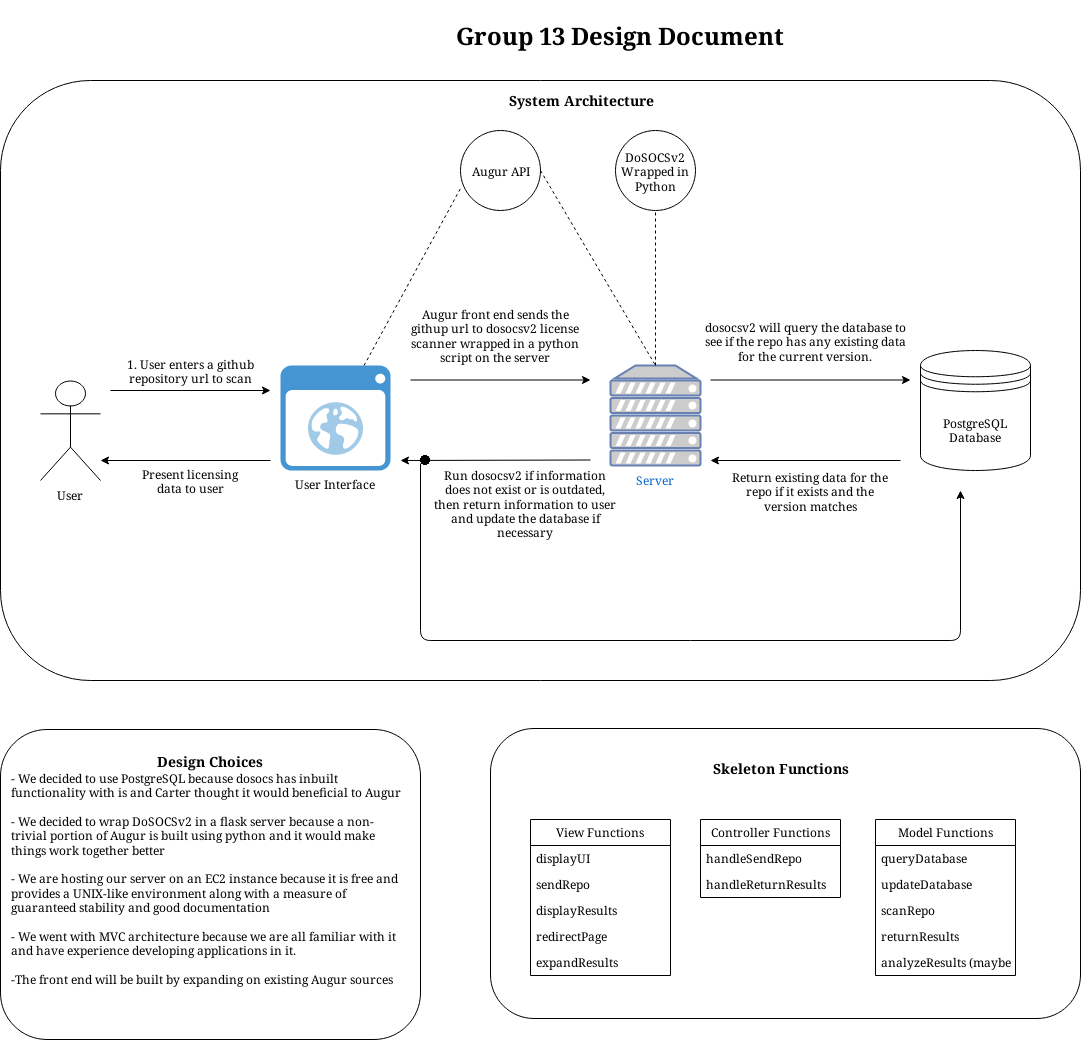 Group 13 Design Document
System Architecture
Augur API
DoSOCSv2
Wrapped in
Python
Augur front end sends the
githup url to dosocsv2 license
scanner wrapped in a python
script on the server
dosocsv2 will query the database to
see if the repo has any existing data
for the current version.
1. User enters a github
repository url to scan
PostgreSQL
Database
Present licensing
data to user
User
User Interface
Run dosocsv2 if information
does not exist or is outdated,
then return information to user
and update the database if
necessary
Server
Return existing data for the
repo if it exists and the
version matches
Design Choices
- We decided to use PostgreSQL because dosocs has inbuilt
functionality with is and Carter thought it would beneficial to Augur
- We decided to wrap DoSOCSv2 in a flask server because a non-
trivial portion of Augur is built using python and it would make
things work together better
- We are hosting our server on an EC2 instance because it is free and
provides a UNIX-like environment along with a measure of
guaranteed stability and good documentation
- We went with MVC architecture because we are all familiar with it
and have experience developing applications in it.
-The front end will be built by expanding on existing Augur sources
Skeleton Functions
View Functions
displayUI
sendRepo
displayResults
redirectPage
expandResults
Controller Functions
handleSendRepo
handleReturnResults
Model Functions
queryDatabase
updateDatabase
scanRepo
returnResults
analyzeResults (maybe